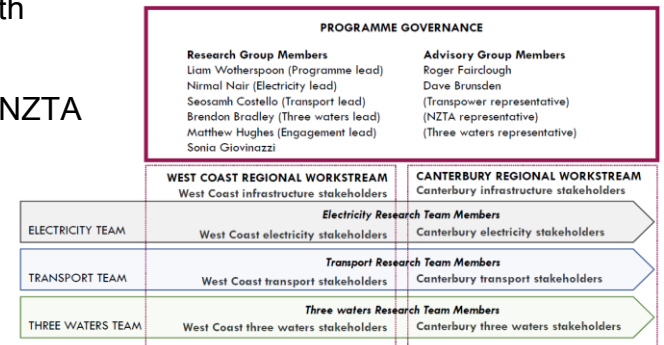 th
NZTA
PROGRAMME GOVERNANCE
Research Group Members
Liam Wotherspoon (Programme lead)
Nirmal Nair (Electricity lead)
Seosamh Costello (Transport lead)
Brendon Bradley (Three waters lead)
Matthew Hughes (Engagement lead)
Sonia Giovinazzi
Advisory Group Members
Roger Fairclough
Dave Brunsden
(Transpower representative)
(NZTA representative)
(Three waters representative)
WEST COAST REGIONAL WORKSTREAM
West Coast infrastructure stakeholders
CANTERBURY REGIONAL WORKSTREAM
Canterbury infrastructure stakeholders
Electricity Research Team Members
ELECTRICITY TEAM
West Coast electricity stakeholders
Canterbury electricity stakeholders
Transport Research Team Members
TRANSPORT TEAM
West Coast transport stakeholders
Canterbury transport stakeholders
Three waters Research Team Members
THREE WATERS TEAM
West Coast three waters stakeholders
Canterbury three waters stakeholders